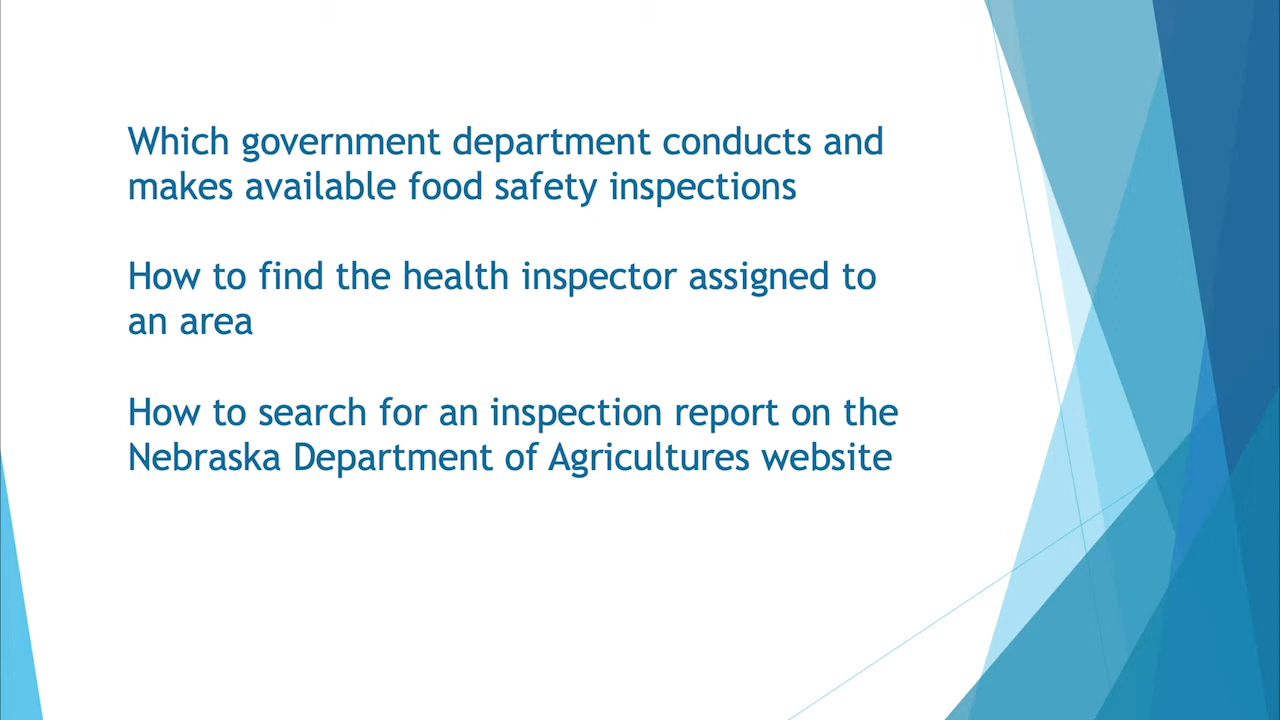 Which government department conducts and
makes available food safety inspections
How to find the health inspector assigned to
an area
How to search for an inspection report on the
Nebraska Department of Agricultures website